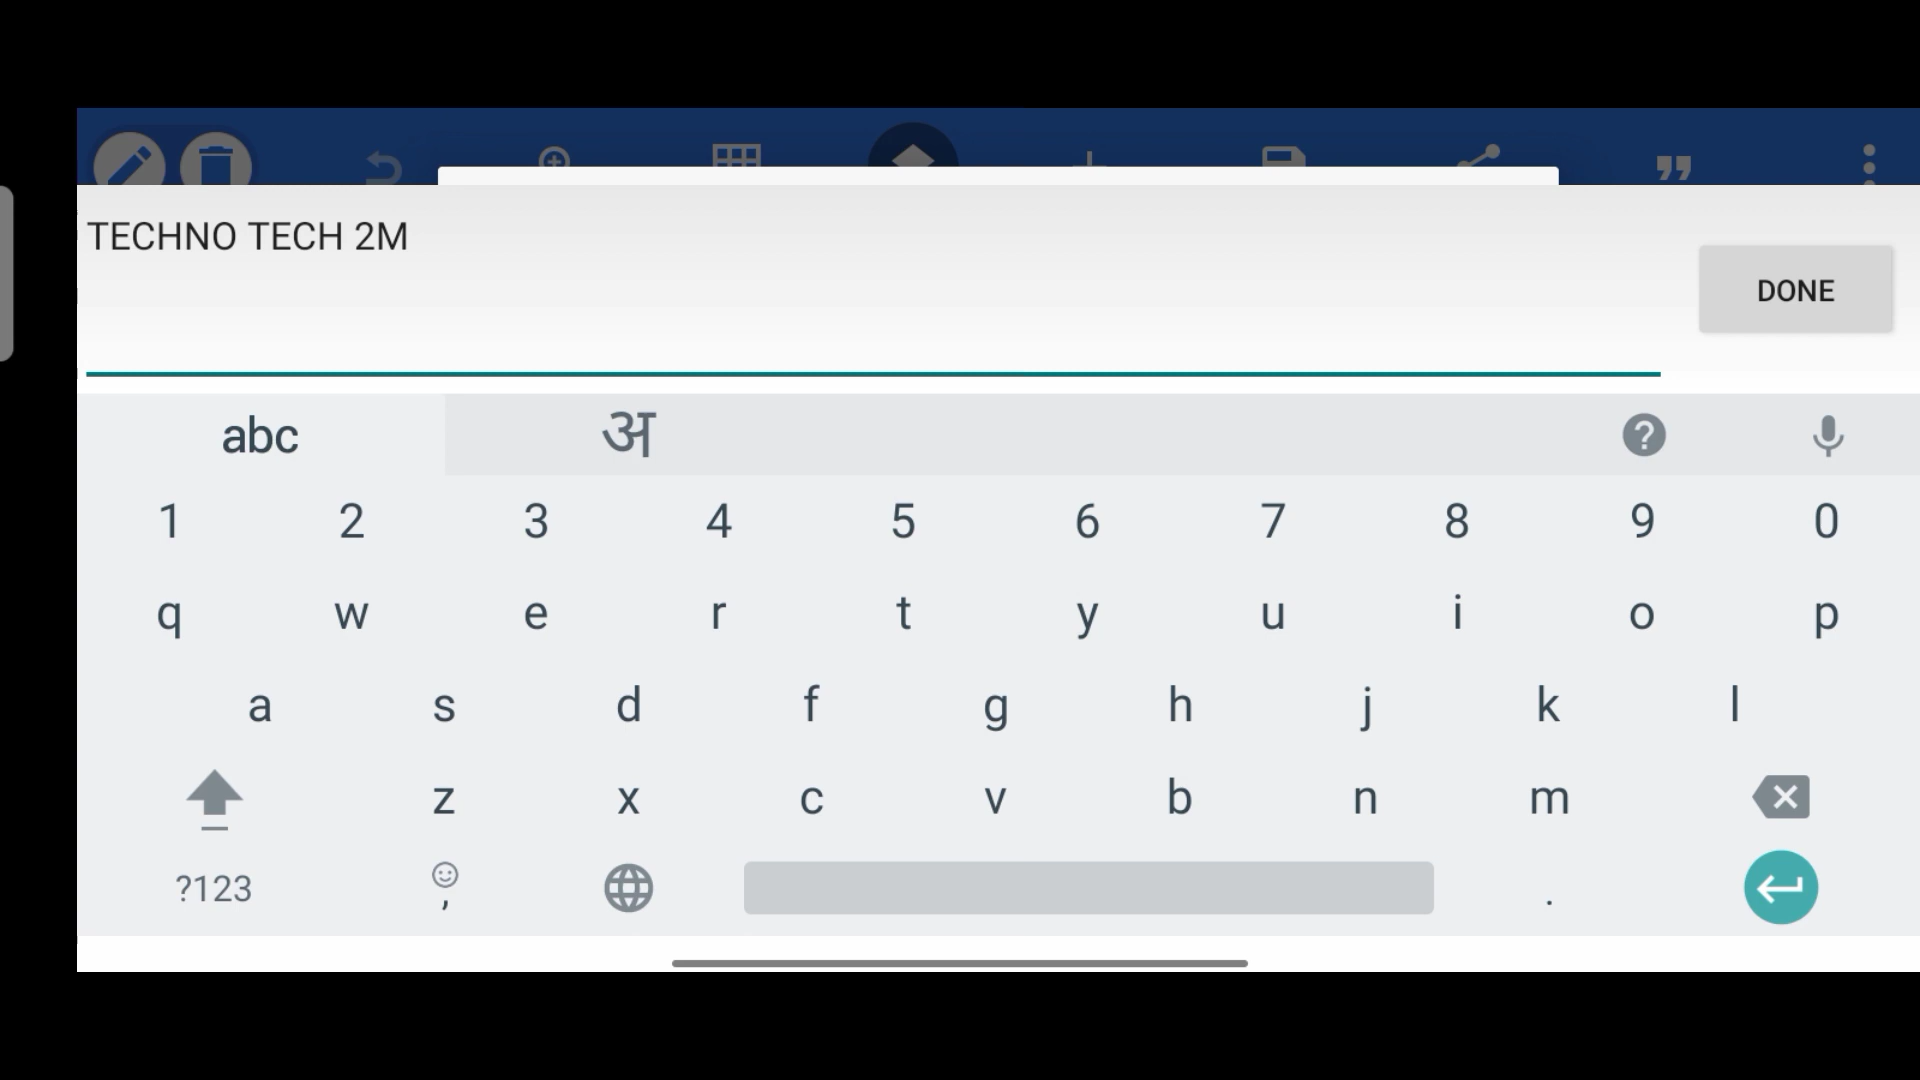 TECHNO TECH 2M
DONE
abc अ
1 2 3 4 5 6 7 8 9 0
q w e r t y u i o p
a s d f g h j k l
z x c v b n m
?123 , .